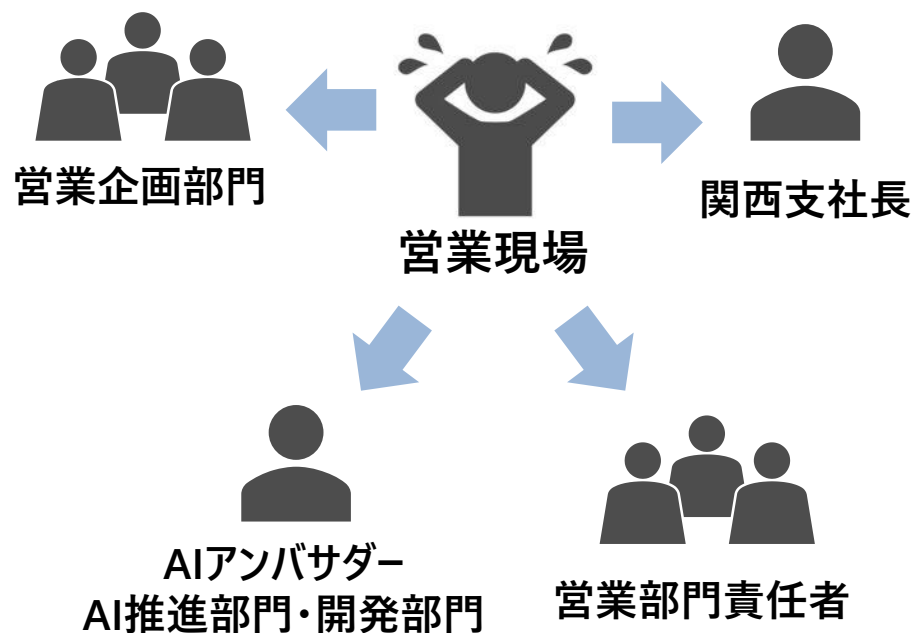 営業企画部門
関西支社長
営業現場
AIアンバサダー
AI推進部門・開発部門
営業部門責任者